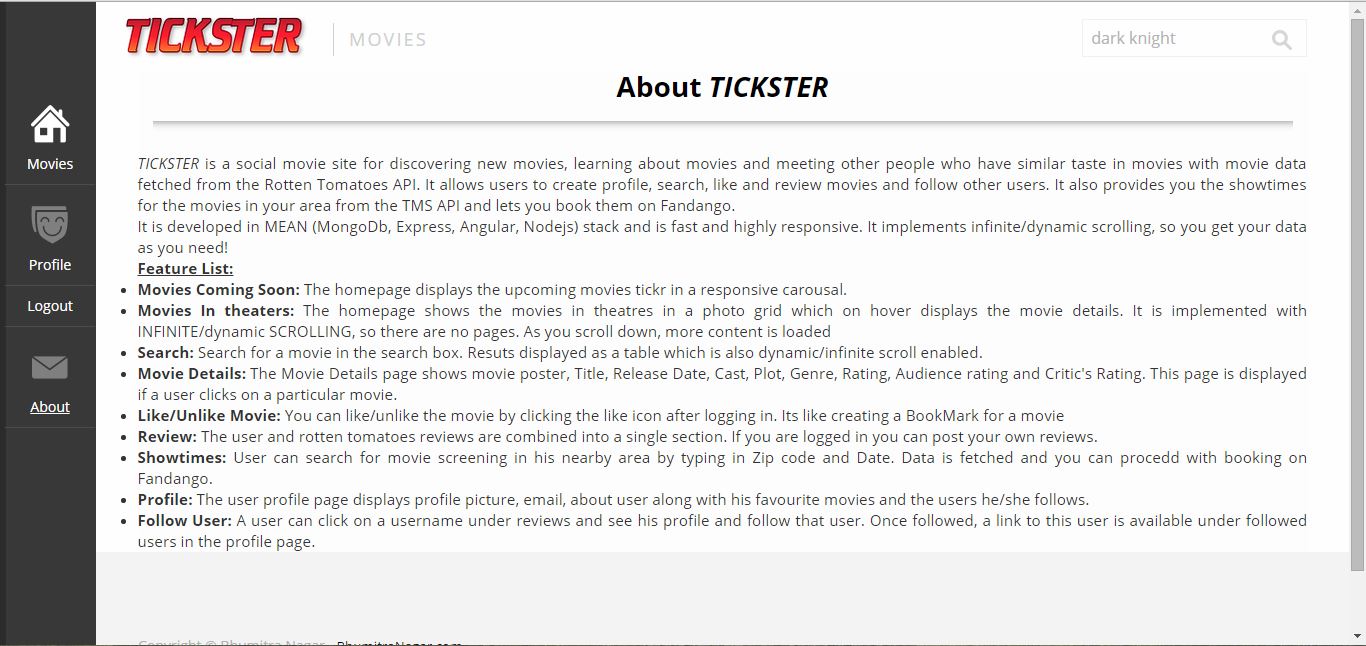 TICKSTER
MOVIES
dark knight
Movies
Profile
Logout
About
About TICKSTER
TICKSTER is a social movie site for discovering new movies, learning about movies and meeting other people who have similar taste in movies with movie data
fetched from the Rotten Tomatoes API. It allows users to create profile, search, like and review movies and follow other users. It also provides you the showtimes
for the movies in your area from the TMS API and lets you book them on Fandango.
It is developed in MEAN (MongoDb, Express, Angular, Nodejs) stack and is fast and highly responsive. It implements infinite/dynamic scrolling, so you get your data
as you need!
Feature List:
• Movies Coming Soon: The homepage displays the upcoming movies tickr in a responsive carousal.
• Movies In theaters: The homepage shows the movies in theatres in a photo grid which on hover displays the movie details. It is implemented with
INFINITE/dynamic SCROLLING, so there are no pages. As you scroll down, more content is loaded
• Search: Search for a movie in the search box. Resuts displayed as a table which is also dynamic/infinite scroll enabled.
• Movie Details: The Movie Details page shows movie poster, Title, Release Date, Cast, Plot, Genre, Rating, Audience rating and Critic's Rating. This page is displayed
if a user clicks on a particular movie.
• Like/Unlike Movie: You can like/unlike the movie by clicking the like icon after logging in. Its like creating a BookMark for a movie
• Review: The user and rotten tomatoes reviews are combined into a single section. If you are logged in you can post your own reviews.
• Showtimes: User can search for movie screening in his nearby area by typing in Zip code and Date. Data is fetched and you can procedd with booking on
Fandango.
• Profile: The user profile page displays profile picture, email, about user along with his favourite movies and the users he/she follows.
• Follow User: A user can click on a username under reviews and see his profile and follow that user. Once followed, a link to this user is available under followed
users in the profile page.
Copyright © Bhumitra Nagar - BhumitraNagar.com